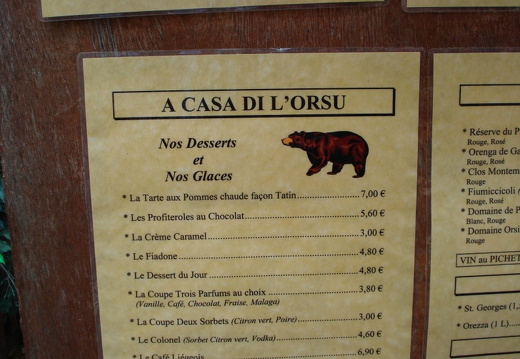 A CASA DI L'ORSU
Nos Desserts
et
Nos Glaces
* La Tarte aux Pommes chaude façon Tatin 7,00 €
* Les Profiteroles au Chocolat 5,60 €
* La Crème Caramel 3,00 €
* Le Fiadone 4,80 €
* Le Dessert du Jour 4,80 €
* La Coupe Trois Parfums au choix 3,80 €
(Vanille, Café, Chocolat, Fraise, Malaga)
* La Coupe Deux Sorbets (Citron vert, Poire) 3,00 €
* Le Colonel (Sorbet Citron vert, Vodka) 4,60 €
* Le Café Liégeois 6,90 €
* Réserve du P
Rouge, Rosé
* Orenga de Ga
Rouge, Rosé
* Clos Montem
Rouge
* Fiumiccicoli
Rouge, Rosé
* Domaine de P
Blanc, Rouge
* Domaine Orsi
Rouge
VIN au PICHET
* St. Georges (1
* Orezza (1 L)